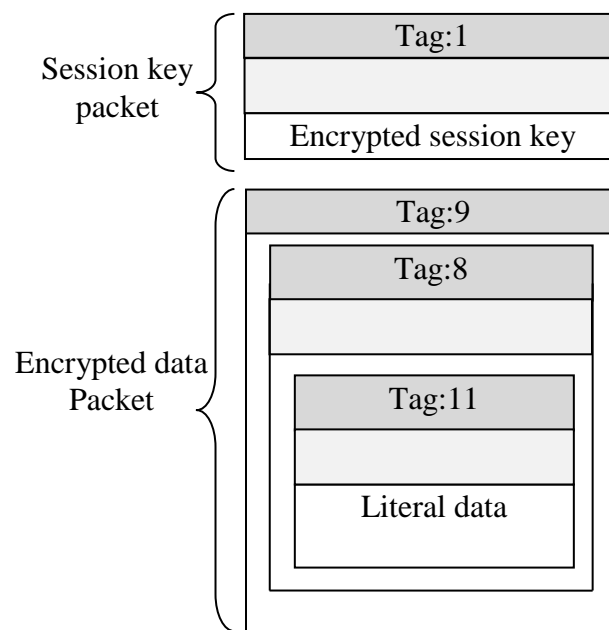 Tag:1
Session key
packet
Encrypted session key
Tag:9
Tag:8
Encrypted data
Packet
Tag:11
Literal data